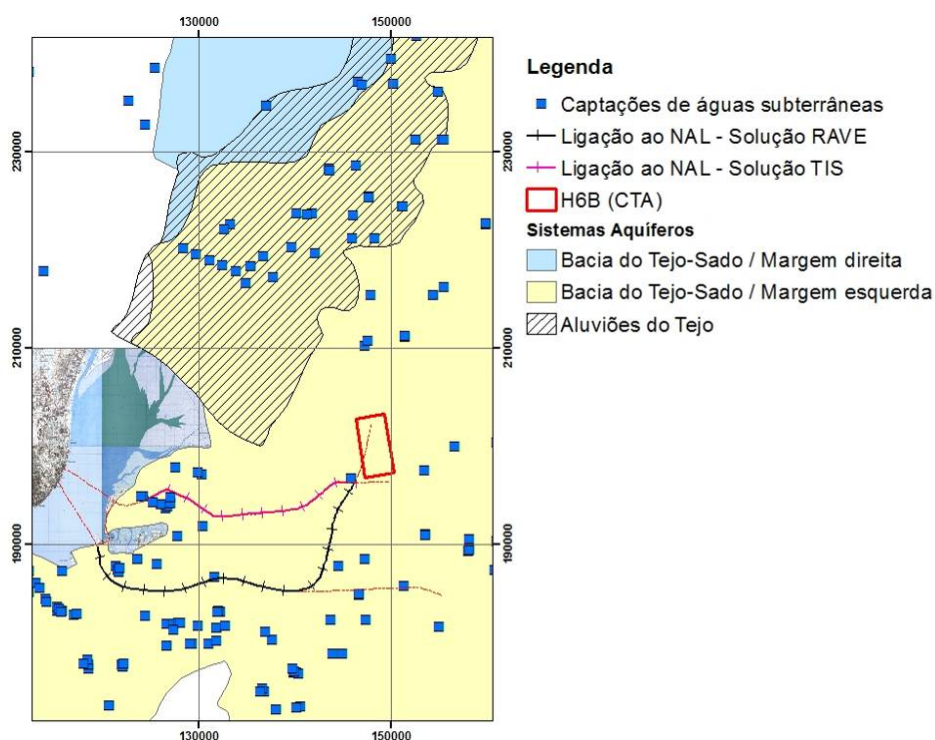 130000
150000
230000
230000
210000
210000
190000
190000
130000
150000
Legenda
Captações de águas subterrâneas
Ligação ao NAL - Solução RAVE
Ligação ao NAL - Solução TIS
H6B (CTA)
Sistemas Aquíferos
Bacia do Tejo-Sado / Margem direita
Bacia do Tejo-Sado / Margem esquerda
Aluviões do Tejo